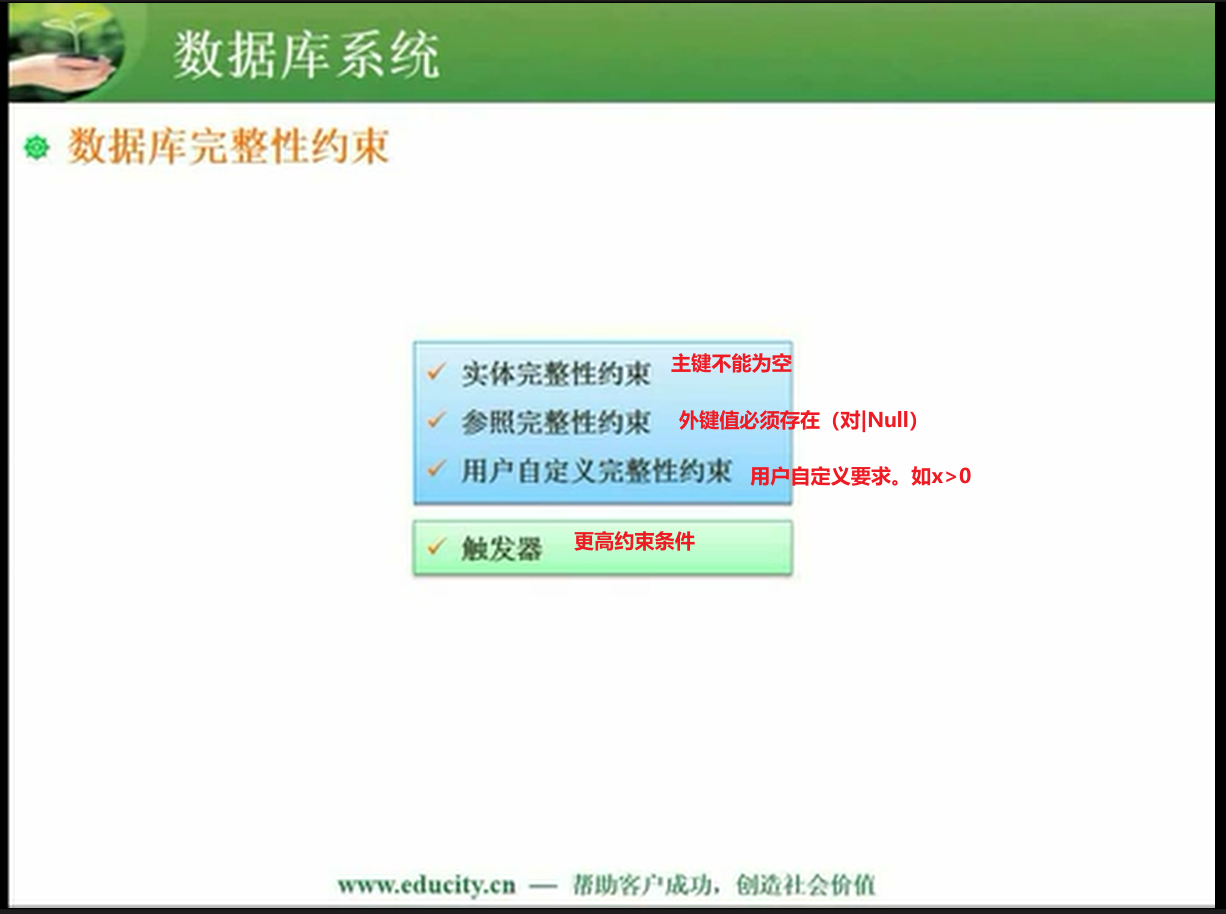 数据库系统
数据库完整性约束
实体完整性约束 主键不能为空
参照完整性约束 外键值必须存在（对|Null）
用户自定义完整性约束 用户自定义要求。如x>0
触发器 更高约束条件
www.educity.cn — 帮助客户成功，创造社会价值